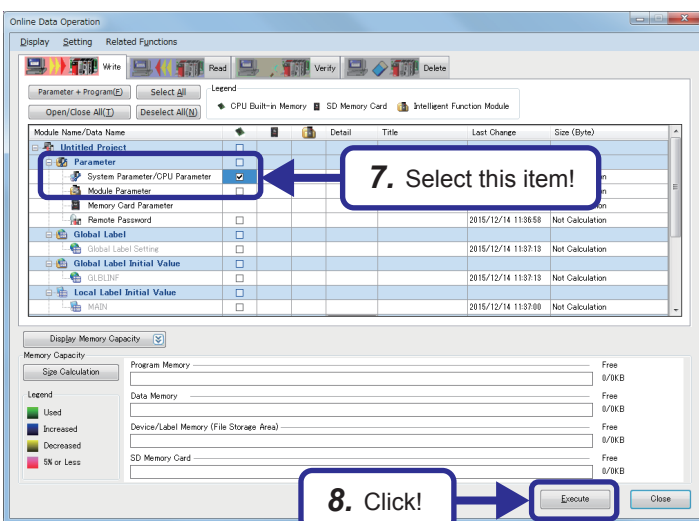 Online Data Operation
Display Setting Related Functions
Write Read Verify Delete
Parameter + Program(F) Select All Legend
Open/Close All(T) Deselect All(N) CPU Built-in Memory SD Memory Card Intelligent Function Module
Module Name/Data Name Detail Title Last Change Size (Byte)
Untitled Project
Parameter
System Parameter/CPU Parameter
Module Parameter
Memory Card Parameter
Remote Password 2015/12/14 11:36:58 Not Calculation
Global Label
Global Label Setting 2015/12/14 11:37:13 Not Calculation
Global Label Initial Value
GLBLINF 2015/12/14 11:37:13 Not Calculation
Local Label Initial Value
MAIN 2015/12/14 11:37:00 Not Calculation
7. Select this item!
Display Memory Capacity
Memory Capacity
Size Calculation
Program Memory Free
0/0KB
Legend
Used
Increased
Decreased
5% or Less
Data Memory Free
0/0KB
Device/Label Memory (File Storage Area) Free
0/0KB
SD Memory Card Free
0/0KB
8. Click!
Execute Close